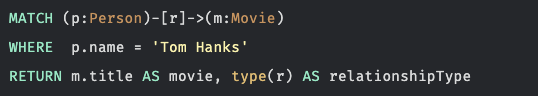 MATCH (p:Person)-[r]->(m:Movie)
WHERE  p.name = 'Tom Hanks'
RETURN m.title AS movie, type(r) AS relationshipType